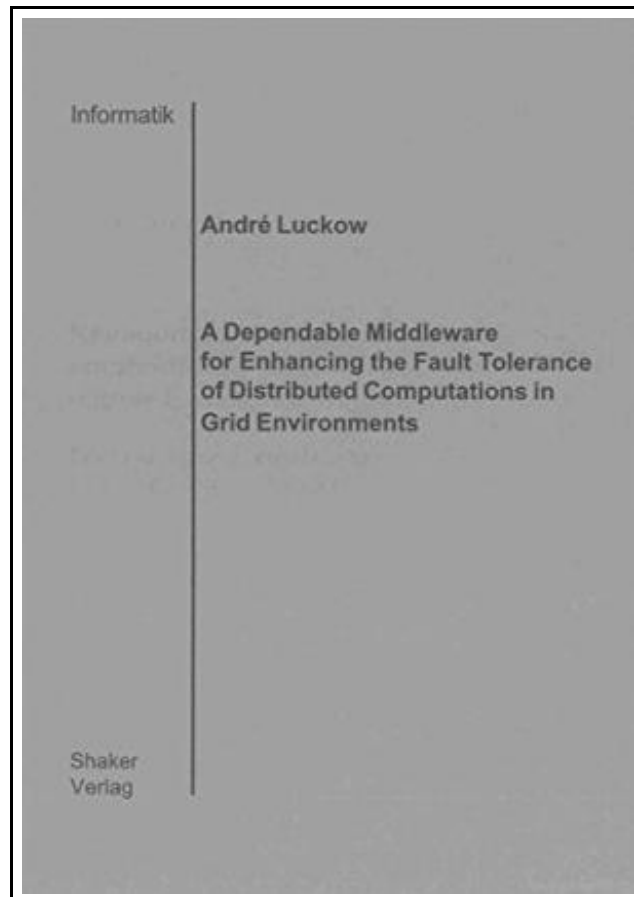 Informatik
André Luckow
A Dependable Middleware
for Enhancing the Fault Tolerance
of Distributed Computations in
Grid Environments
Shaker
Verlag